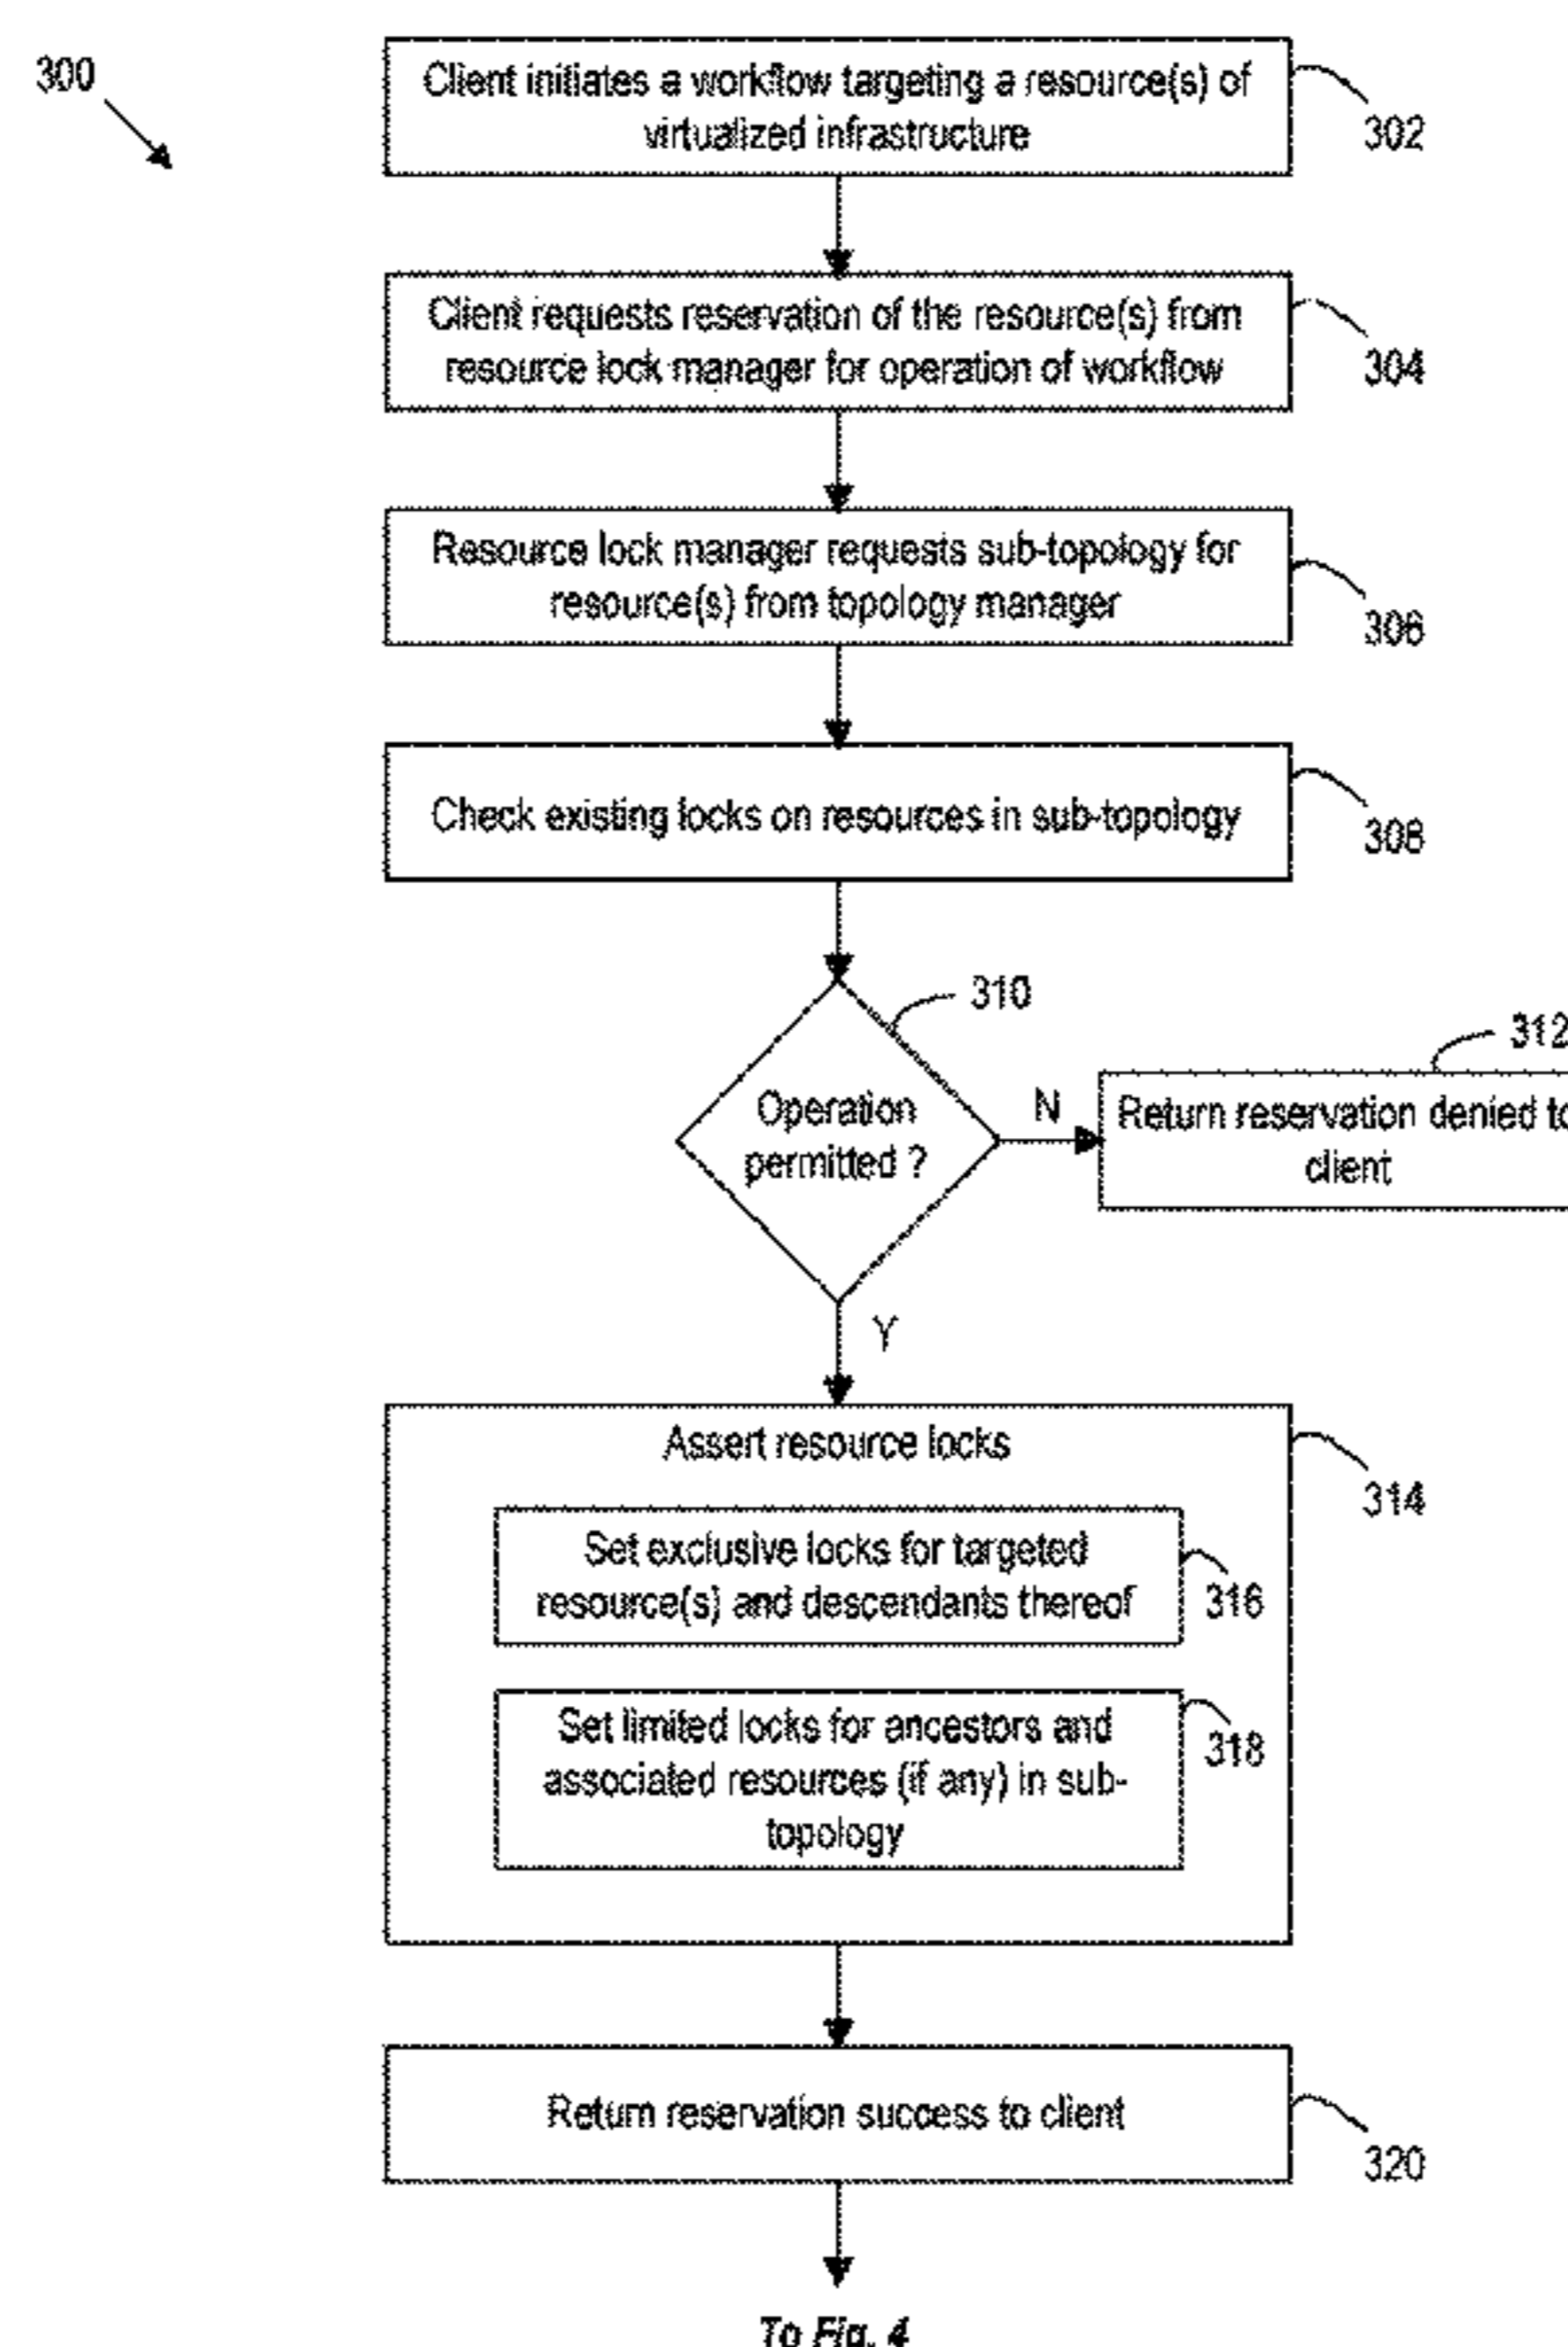 300
Client initiates a workflow targeting a resource(s) of
virtualized infrastructure
302
Client requests reservation of the resource(s) from
resource lock manager for operation of workflow
304
Resource lock manager requests sub-topology for
resource(s) from topology manager
306
Check existing locks on resources in sub-topology
308
310
Operation
permitted ?
N
312
Return reservation denied to
client
Y
Assert resource locks
314
Set exclusive locks for targeted
resource(s) and descendants thereof
316
Set limited locks for ancestors and
associated resources (if any) in sub-
topology
318
Return reservation success to client
320
To Fig. 4